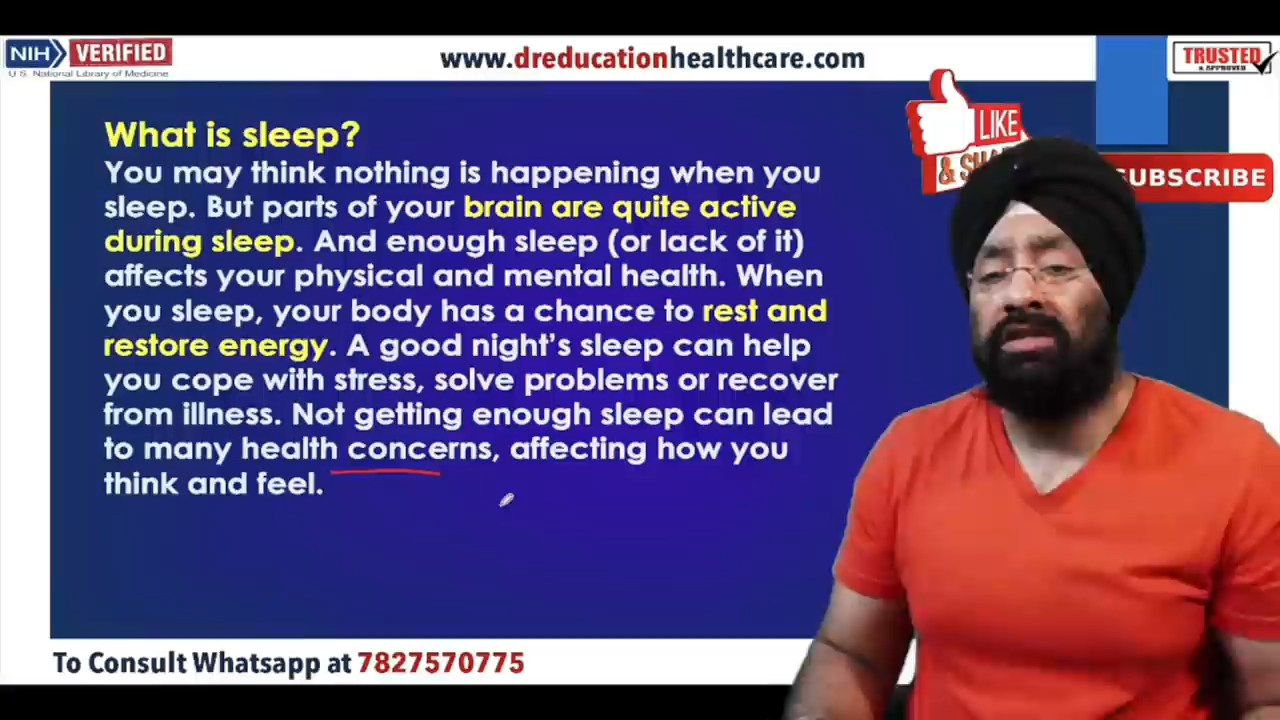 NIH VERIFIED
U.S. National Library of Medicine
www.dreducationhealthcare.com
TRUSTED
& APPROVED
LIKE
SUBSCRIBE
What is sleep?
You may think nothing is happening when you
sleep. But parts of your brain are quite active
during sleep. And enough sleep (or lack of it)
affects your physical and mental health. When
you sleep, your body has a chance to rest and
restore energy. A good night’s sleep can help
you cope with stress, solve problems or recover
from illness. Not getting enough sleep can lead
to many health concerns, affecting how you
think and feel.
To Consult Whatsapp at 7827570775